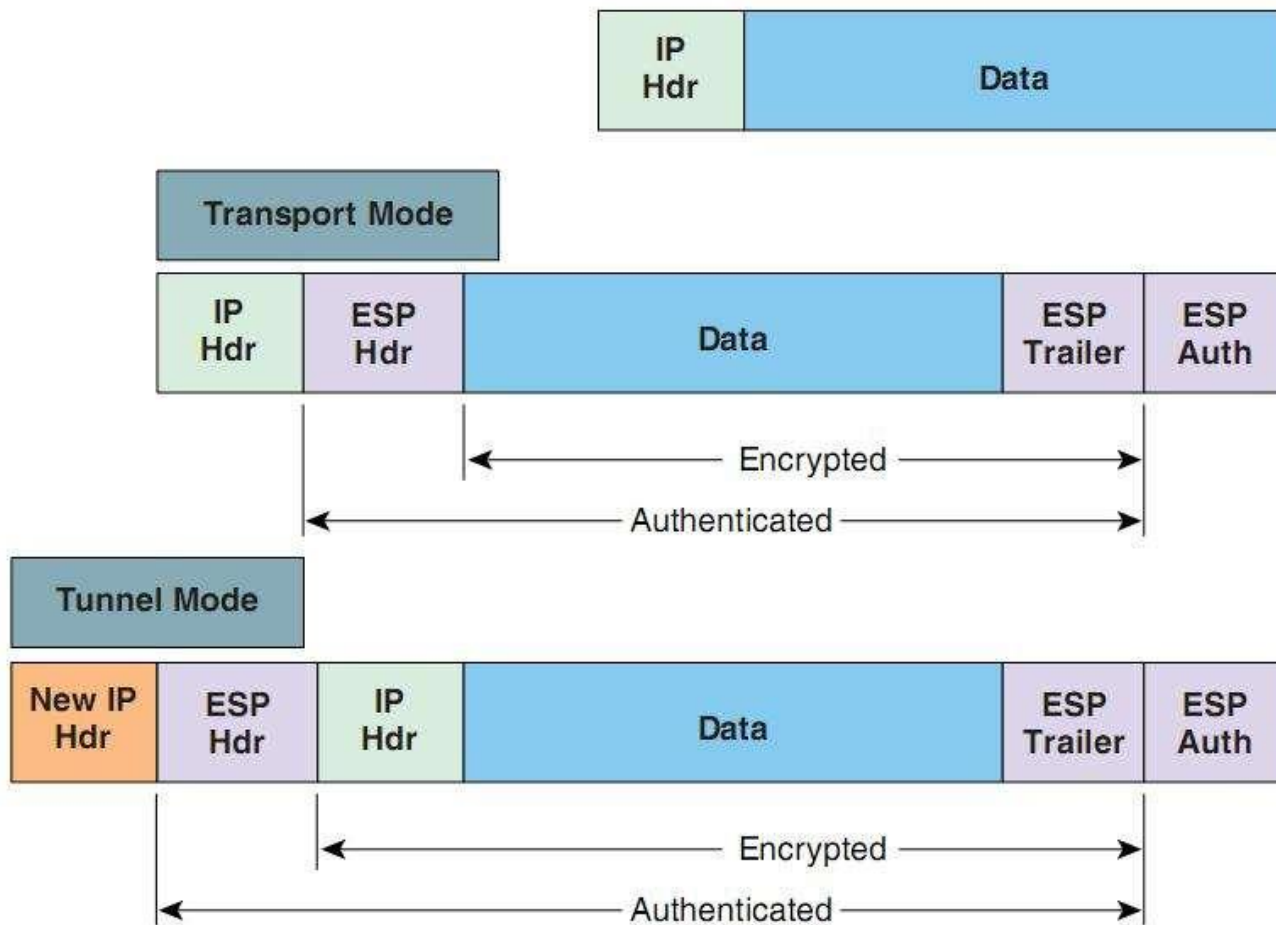 IP
Hdr
Data
Transport Mode
IP
Hdr
ESP
Hdr
Data
ESP
Trailer
ESP
Auth
Encrypted
Authenticated
Tunnel Mode
New IP
Hdr
ESP
Hdr
IP
Hdr
Data
ESP
Trailer
ESP
Auth
Encrypted
Authenticated